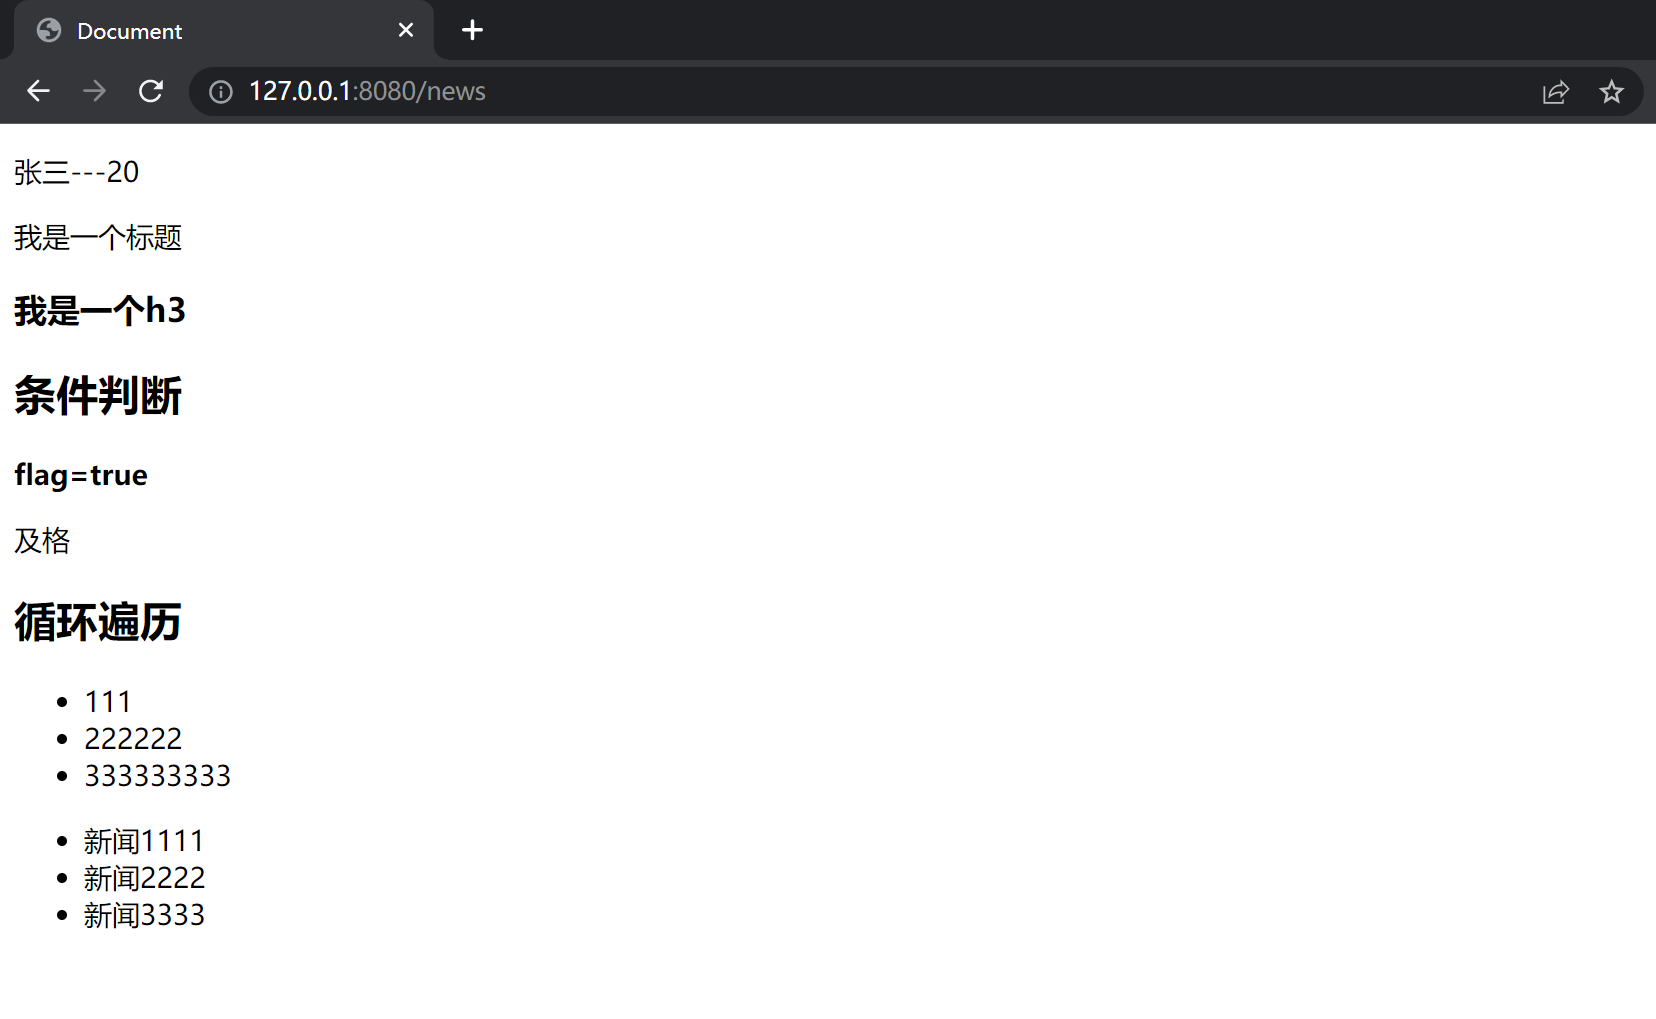 Document
127.0.0.1:8080/news
张三---20
我是一个标题
我是一个h3
条件判断
flag=true
及格
循环遍历
111
222222
333333333
新闻1111
新闻2222
新闻3333